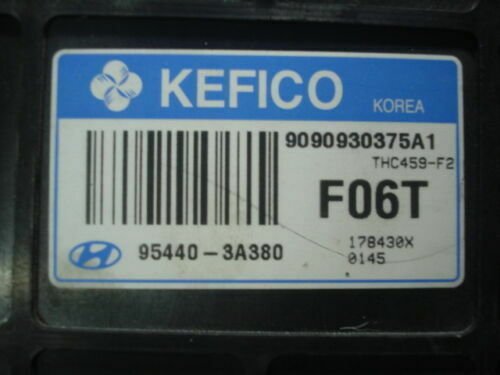 KEFICO
KOREA
9090930375A1
THC459-F2
F06T
95440-3A380
178430X
0145